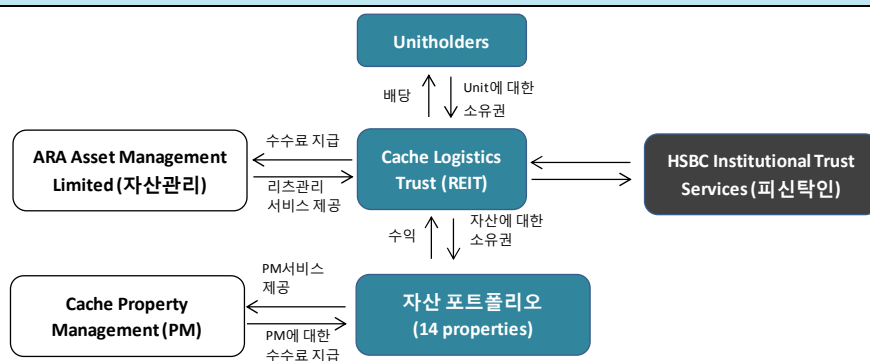 Unitholders
배당
Unit에 대한
소유권
수수료 지급
ARA Asset Management
Limited (자산관리)
리츠관리
서비스 제공
Cache Logistics
Trust (REIT)
HSBC Institutional Trust
Services (피신탁인)
수익
자산에 대한
소유권
PM서비스
제공
Cache Property
Management (PM)
PM에 대한
수수료 지급
자산 포트폴리오
(14 properties)